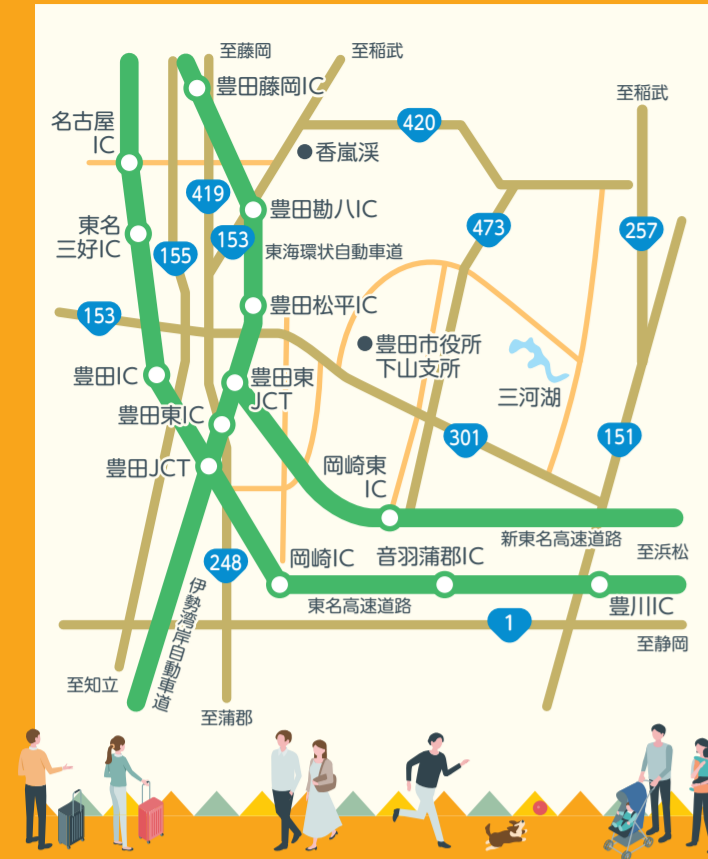 至藤岡
至稲武
豊田藤岡IC
至稲武
名古屋
IC
420
香嵐渓
419
豊田勘八IC
東名
三好IC
153
473
257
155
東海環状自動車道
豊田松平IC
153
豊田市役所
下山支所
豊田IC
豊田東
JCT
三河湖
豊田東IC
301
151
豊田JCT
岡崎東
IC
新東名高速道路
至浜松
248
岡崎IC
音羽蒲郡IC
伊勢湾岸自動車道
東名高速道路
豊川IC
1
至静岡
至知立
至蒲郡